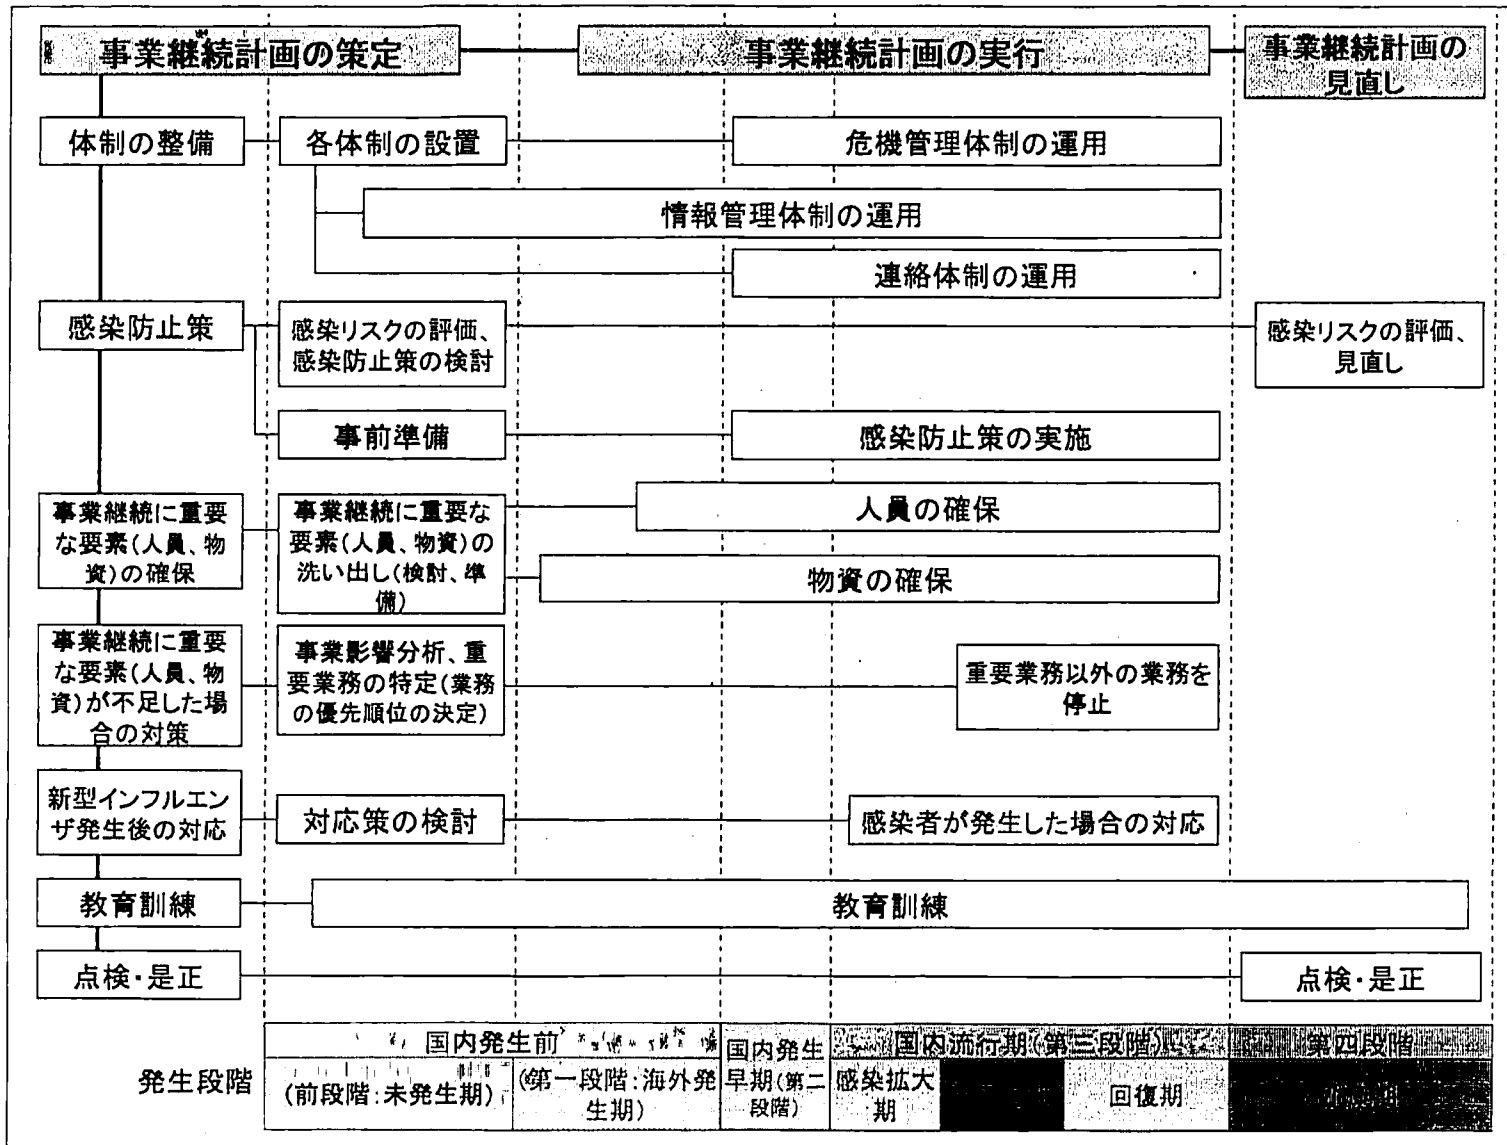 事業継続計画の策定
事業継続計画の実行
事業継続計画の
見直し
体制の整備
各体制の設置
危機管理体制の運用
情報管理体制の運用
連絡体制の運用
感染防止策
感染リスクの評価、
感染防止策の検討
感染リスクの評価、
見直し
事前準備
感染防止策の実施
事業継続に重要
な要素(人員、物
資)の確保
事業継続に重要な
要素(人員、物資)の
洗い出し(検討、準
備)
人員の確保
物資の確保
事業継続に重要
な要素(人員、物
資)が不足した場
合の対策
事業影響分析、重
要業務の特定(業務
の優先順位の決定)
重要業務以外の業務を
停止
新型インフルエン
ザ発生後の対応
対応策の検討
感染者が発生した場合の対応
教育訓練
教育訓練
点検・是正
点検・是正
発生段階
国内発生前
(前段階:未発生期)
(第一段階:海外発
生期)
国内発生
早期(第二
段階)
国内流行期(第三段階)
感染拡大
期
回復期
第四段階